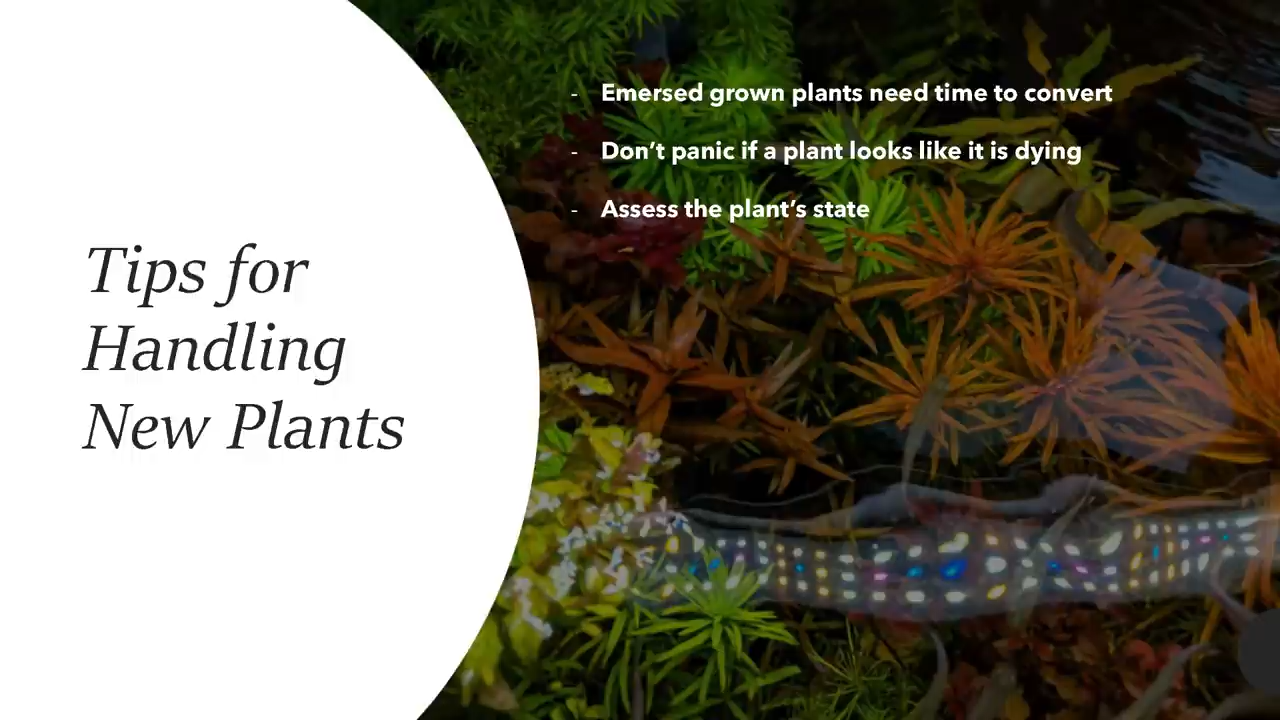 Tips for
Handling
New Plants
- Emersed grown plants need time to convert
- Don’t panic if a plant looks like it is dying
- Assess the plant’s state